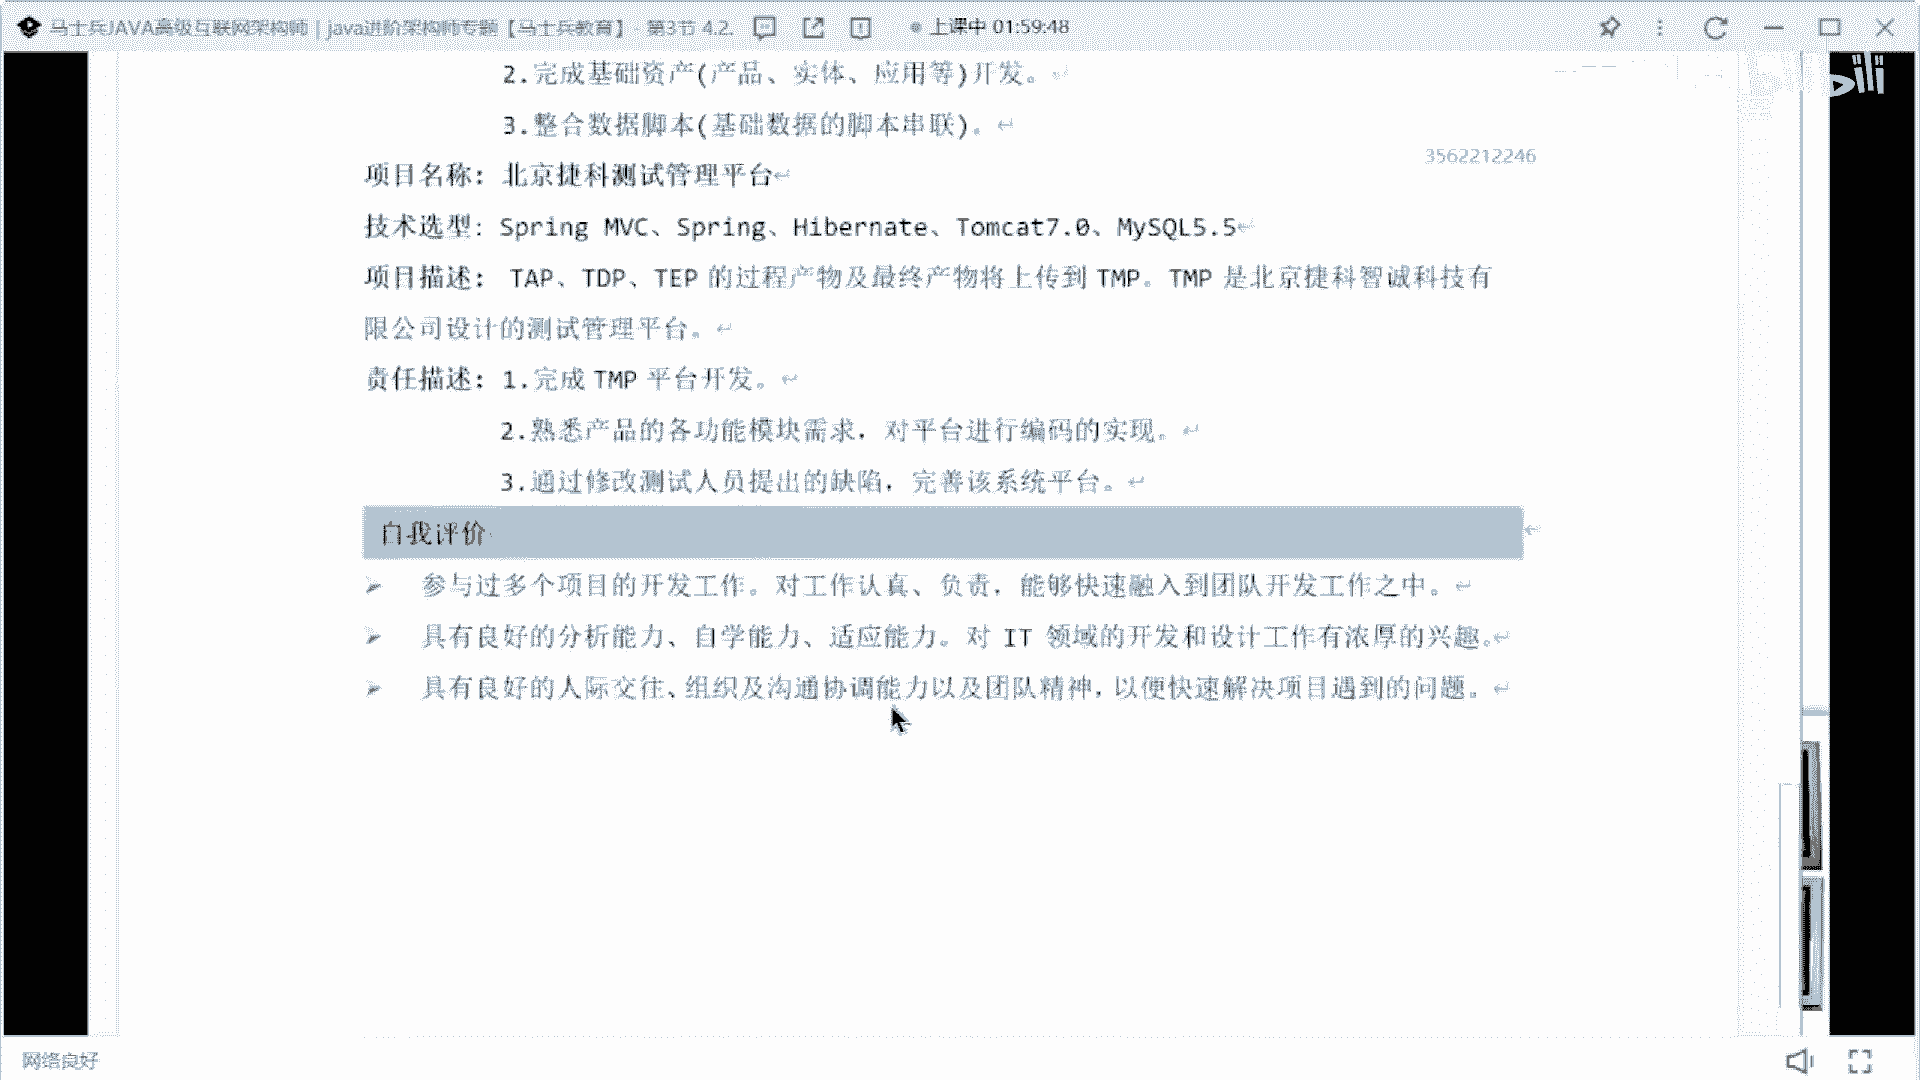 马士兵JAVA高级互联网架构师 | java进阶架构师专题【马士兵教育】 - 第3节 4.2. 上课中 01:59:48
2.完成基础资产(产品、实体、应用等)开发。
3.整合数据脚本(基础数据的脚本串联)。
3562212246
项目名称：北京捷科测试管理平台
技术选型: Spring MVC、Spring、Hibernate、Tomcat7.0、MySQL5.5
项目描述： TAP、TDP、TEP 的过程产物及最终产物将上传到 TMP。TMP 是北京捷科智诚科技有
限公司设计的测试管理平台。
责任描述：1.完成 TMP 平台开发。
2.熟悉产品的各功能模块需求，对平台进行编码的实现。
3.通过修改测试人员提出的缺陷，完善该系统平台。
自我评价
➢ 参与过多个项目的开发工作。对工作认真、负责，能够快速融入到团队开发工作之中。
➢ 具有良好的分析能力、自学能力、适应能力。对 IT 领域的开发和设计工作有浓厚的兴趣。
➢ 具有良好的人际交往、组织及沟通协调能力以及团队精神，以便快速解决项目遇到的问题。
网络良好